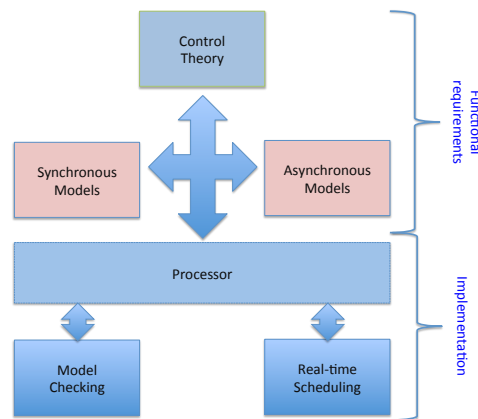 Control
Theory
Functional
requirements
Synchronous
Models
Asynchronous
Models
Processor
Implementation
Model
Checking
Real-time
Scheduling